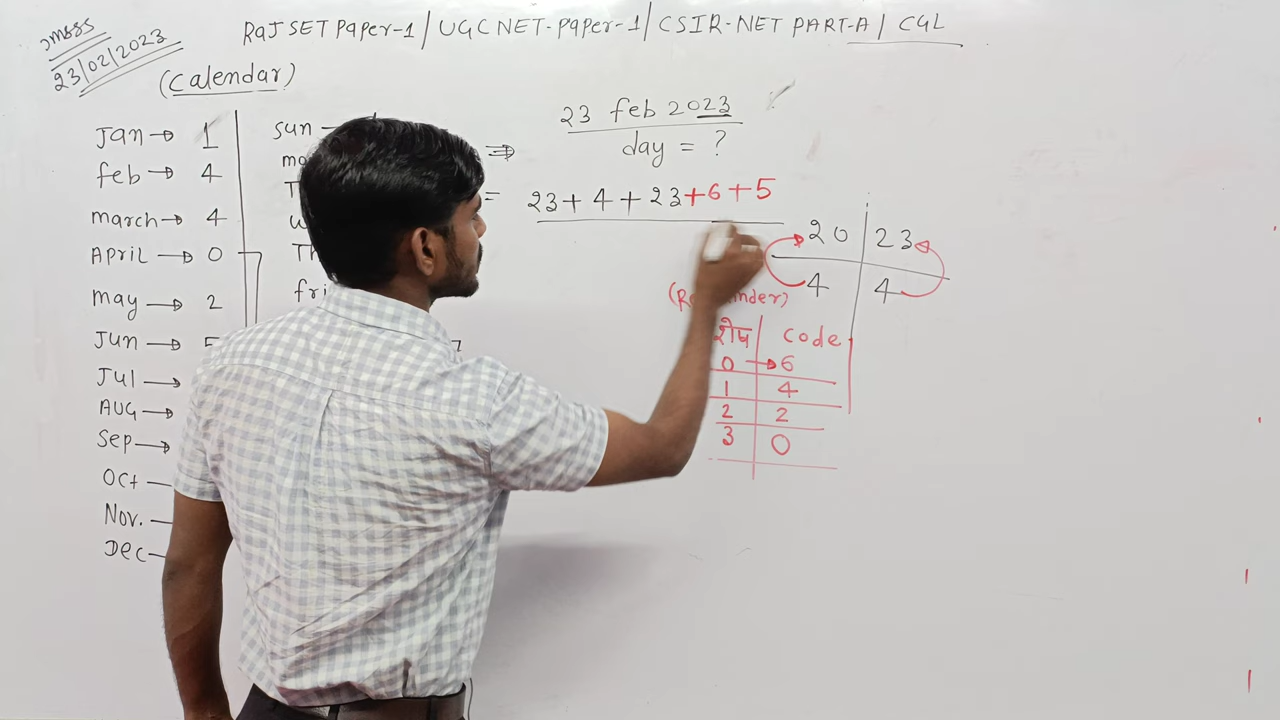 JMBSS
23/02/2023
RaJ SET Paper-1 / UGC NET-Paper-1 / CSIR-NET PART-A / CGL
(Calendar)
Jan → 1
feb → 4
march → 4
April → 0
may → 2
Jun → 5
Jul →
AUG →
Sep →
Oct
Nov.
Dec
Sun
mo
Th
fri
⇒ 23 feb 2023
day = ?
= 23 + 4 + 23 + 6 + 5
20 | 23
4 | 4
शेष | Code
0 → 6
1 4
2 2
3 0